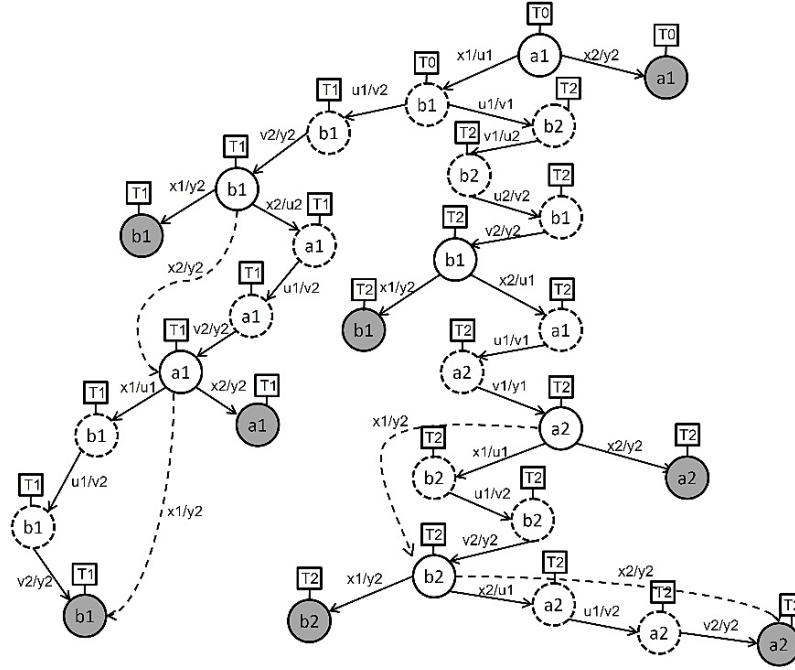 T0
a1
T0
x1/u1
x2/y2
a1
T0
T1
u1/v2
b1
u1/v1
T2
b2
b1
T1
v2/y2
T2
v1/u2
b2
T1
u2/v2
T2
b1
b1
T1
x1/y2
x2/u2
T1
T2
v2/y2
b1
a1
b1
x2/y2
T1
u1/v2
T2
x1/y2
x2/u1
T2
a1
b1
a1
T1
v2/y2
T2
u1/v1
a1
a2
T1
x1/u1
x2/y2
T1
v1/y1
T2
b1
a1
x1/y2
T2
a2
x1/u1
x2/y2
T2
b2
a2
T1
u1/v2
b1
x1/y2
u1/v2
T2
b2
T2
v2/y2
v2/y2
T1
b1
b2
x1/y2
T2
b2
x2/u1
T2
a2
x2/y2
u1/v2
T2
a2
v2/y2
a2